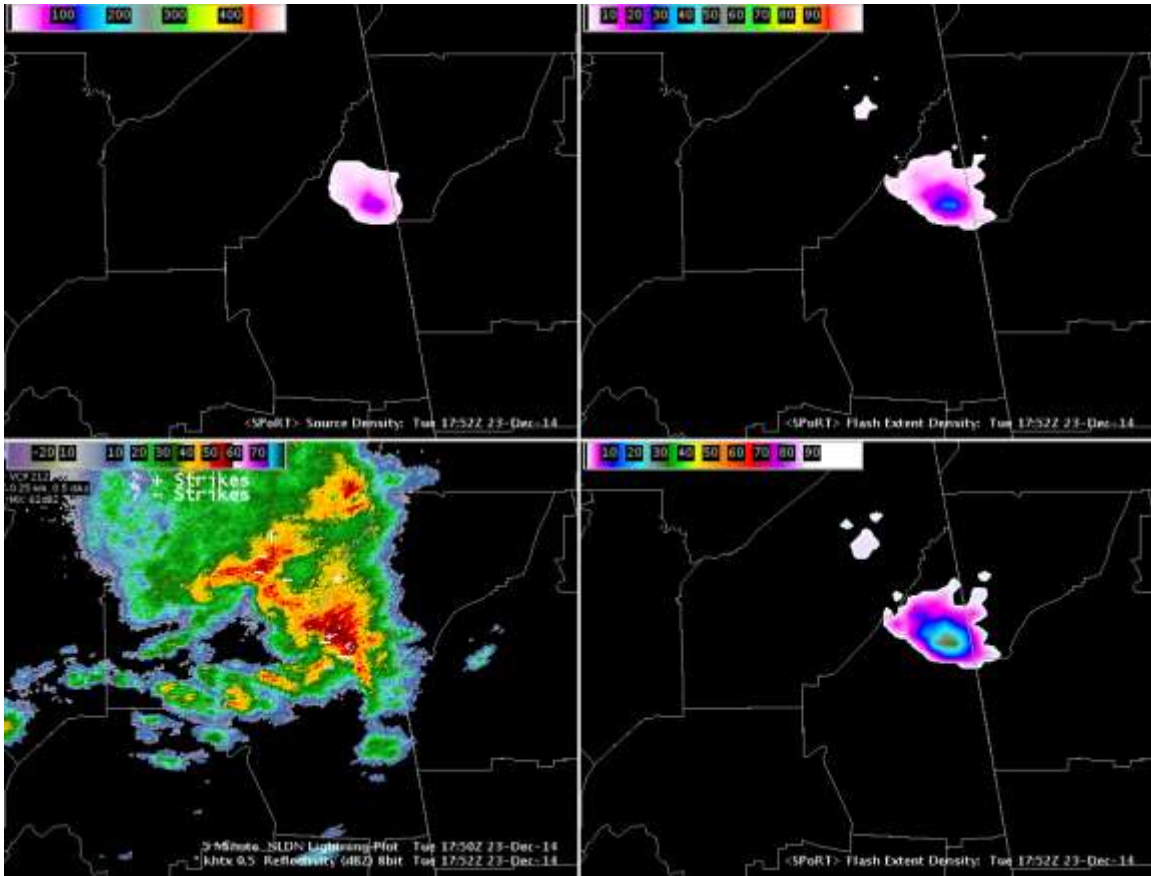 100 200 300 400
10 20 30 40 50 60 70 80 90
<SPoRT> Source Density: Tue 17:52Z 23-Dec-14
<SPoRT> Flash Extent Density: Tue 17:52Z 23-Dec-14
-20 10 10 20 30 40 50 60 70
VCP 212
+ Strikes
- Strikes
10 20 30 40 50 60 70 80 90
5 Minute NLDN Lightning Plot Tue 17:50Z 23-Dec-14
khtx 0.5 Reflectivity (dBZ) 8bit Tue 17:52Z 23-Dec-14
<SPoRT> Flash Extent Density: Tue 17:52Z 23-Dec-14